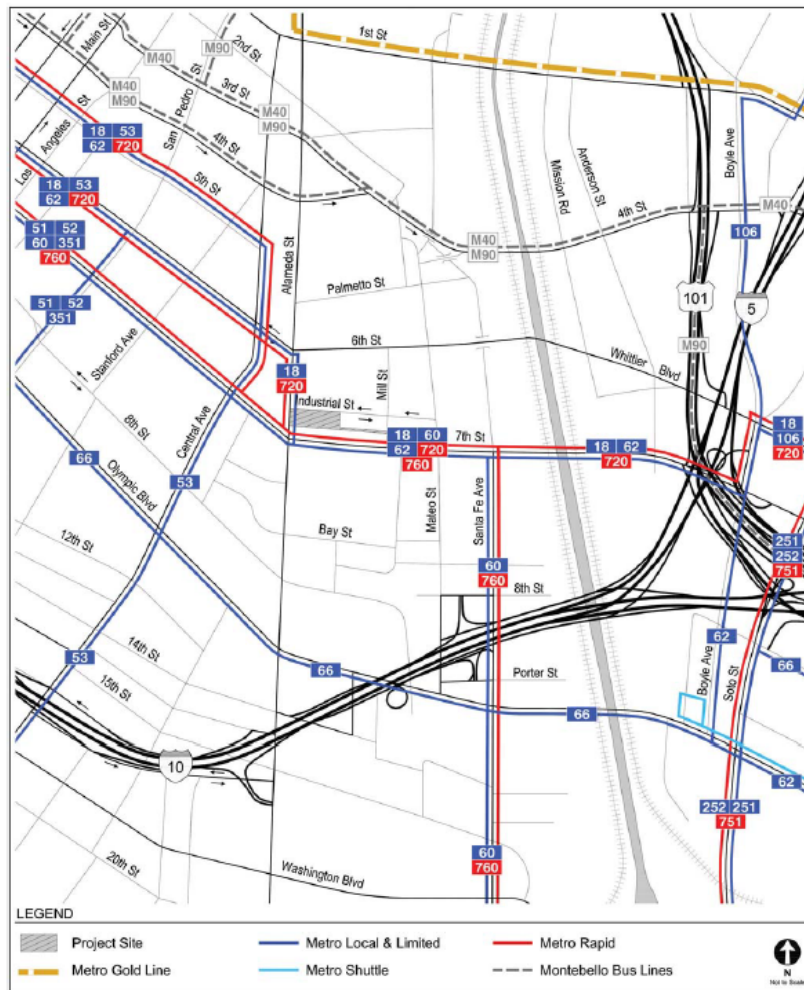 1st St
Main St
M90
2nd St
M40
San Pedro St
3rd St
M40
M90
M40
M90
Los Angeles St
18 53
62 720
4th St
5th St
18 53
62 720
51 52
60 351
760
Alameda St
Mission Rd
Anderson St
Boyle Ave
4th St
M40
M40
M90
106
101
5
M90
Palmetto St
51 52
351
Stanford Ave
6th St
Whittier Blvd
Mill St
18
720
Industrial St
8th St
Central Ave
18 60
62 720
760
7th St
18 62
720
18
106
720
66
Olympic Blvd
53
Mateo St
Santa Fe Ave
Bay St
12th St
251
252
751
60
760
8th St
62
53
14th St
66
Porter St
Boyle Ave
Soto St
66
15th St
66
10
62
252 251
751
60
760
20th St
Washington Blvd
LEGEND
Project Site
Metro Local & Limited
Metro Rapid
Metro Gold Line
Metro Shuttle
Montebello Bus Lines
N
Not to Scale